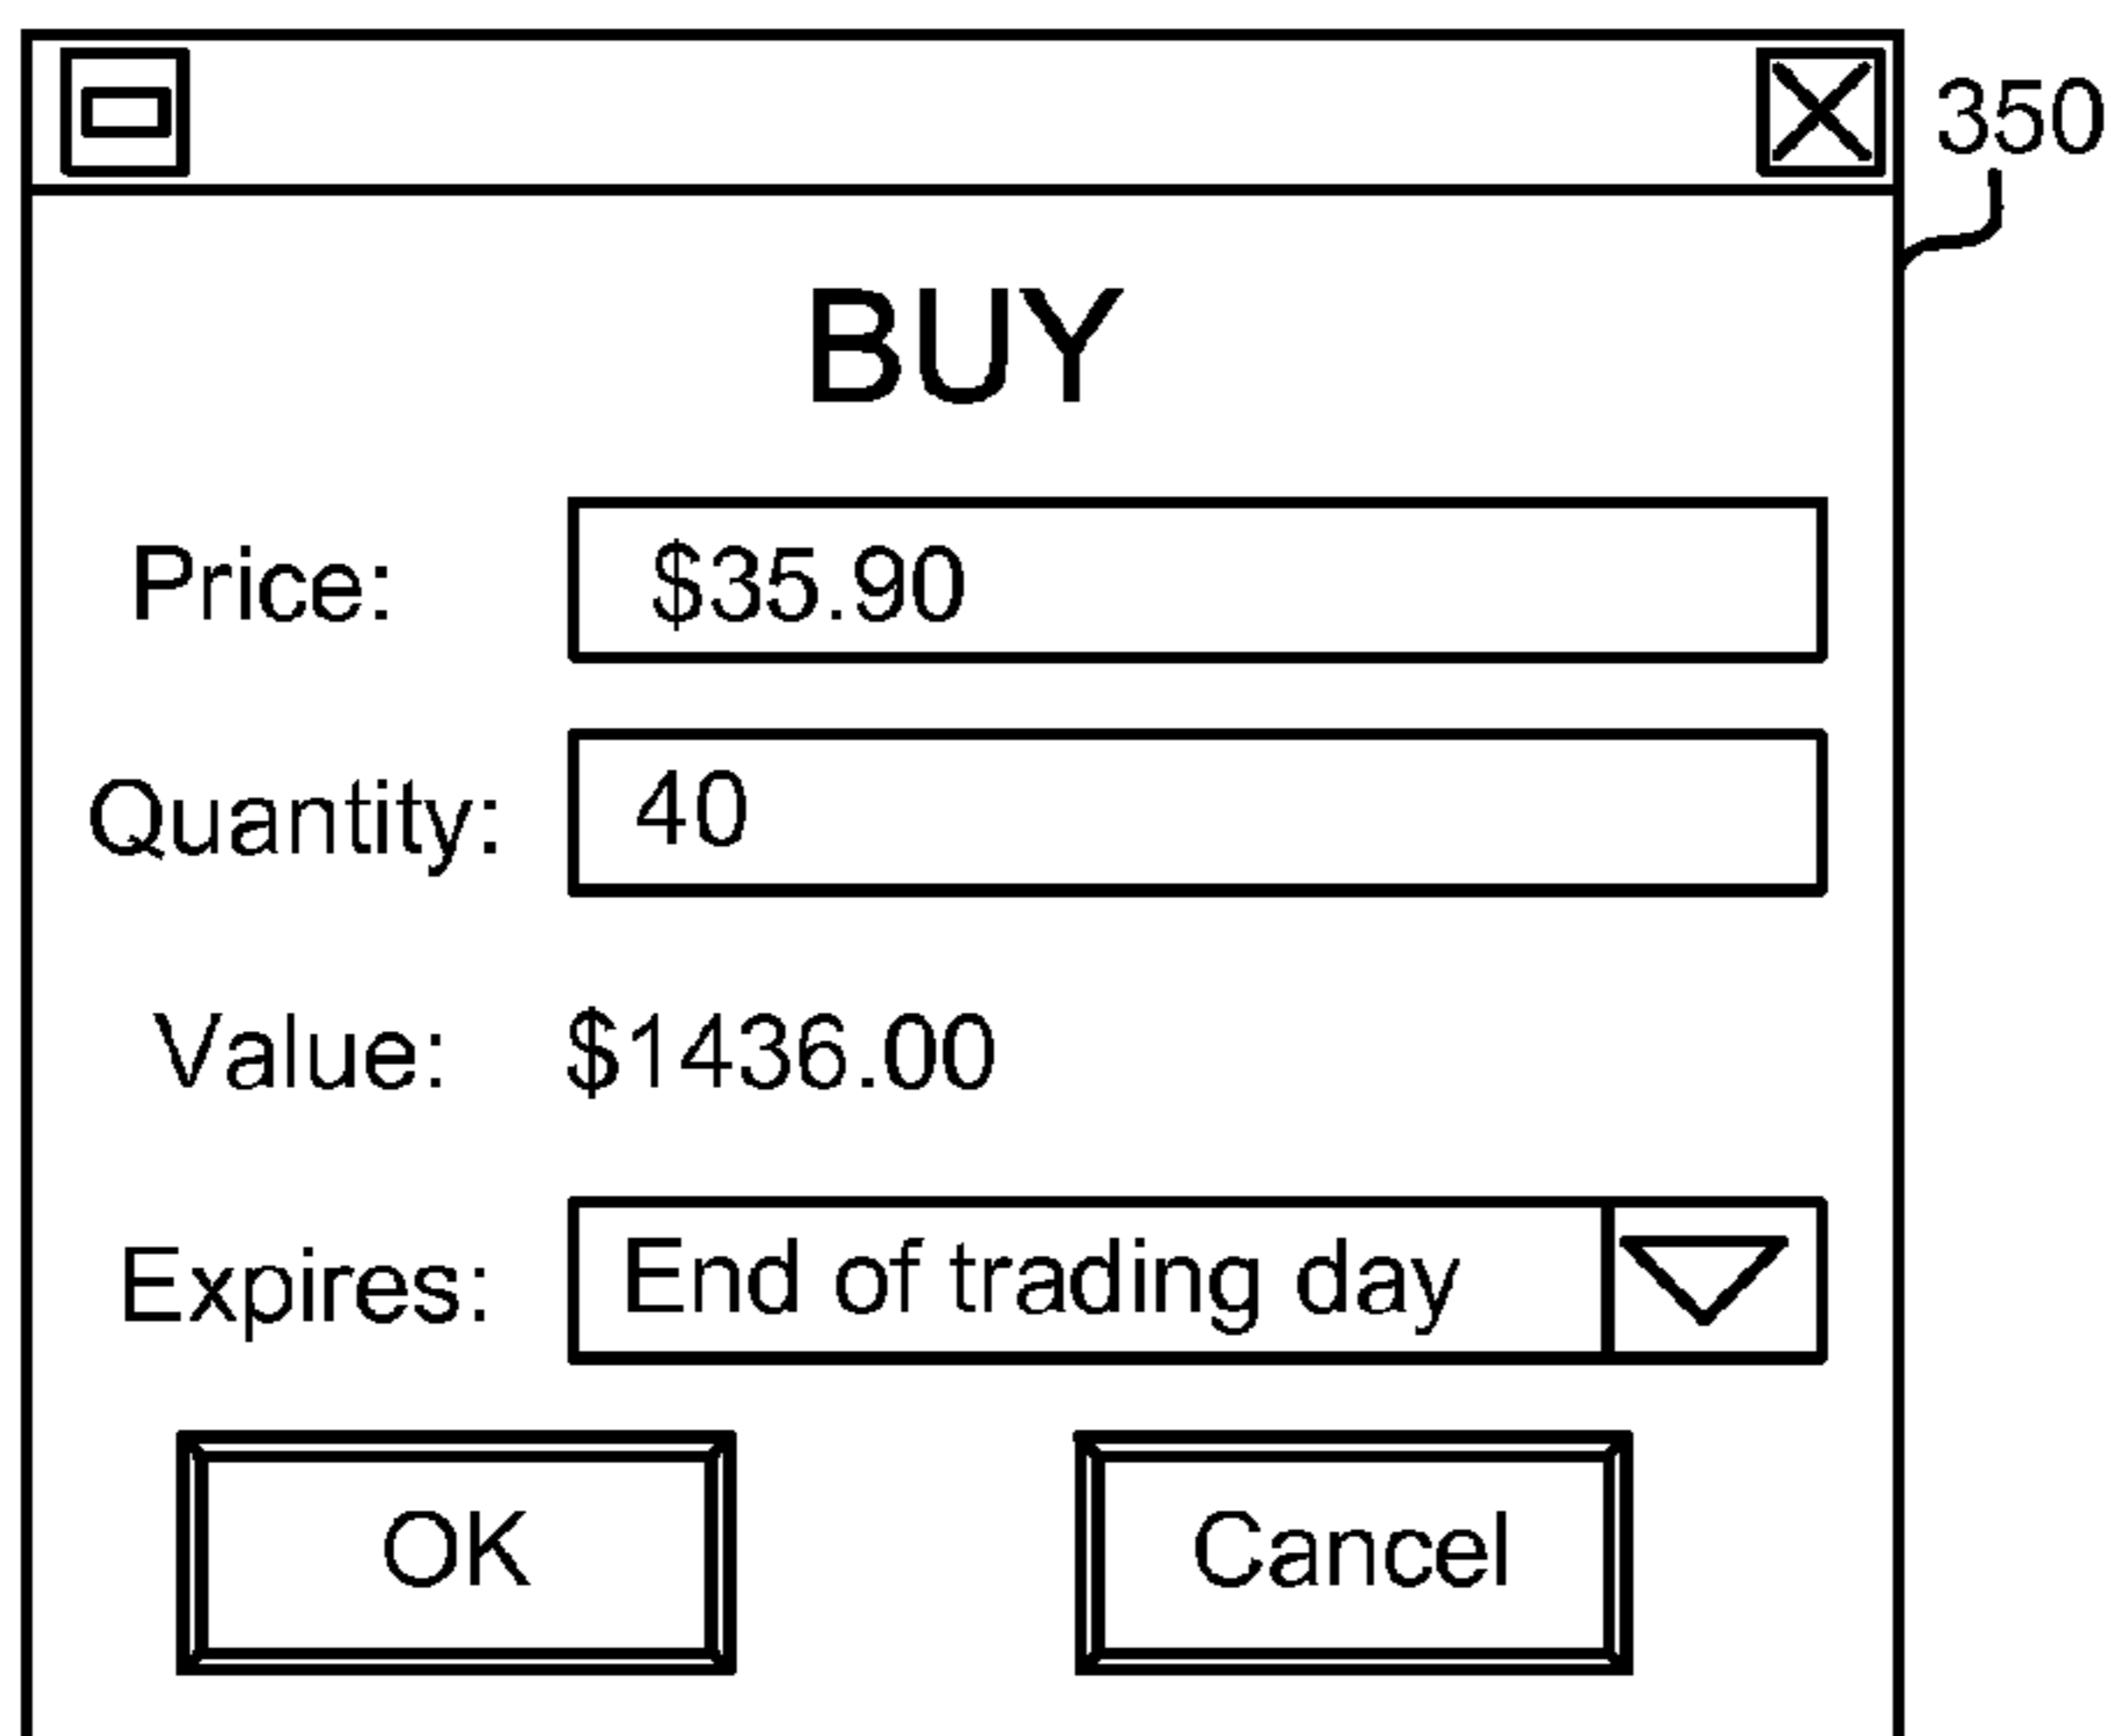 350
BUY
Price: $35.90
Quantity: 40
Value: $1436.00
Expires: End of trading day
OK Cancel